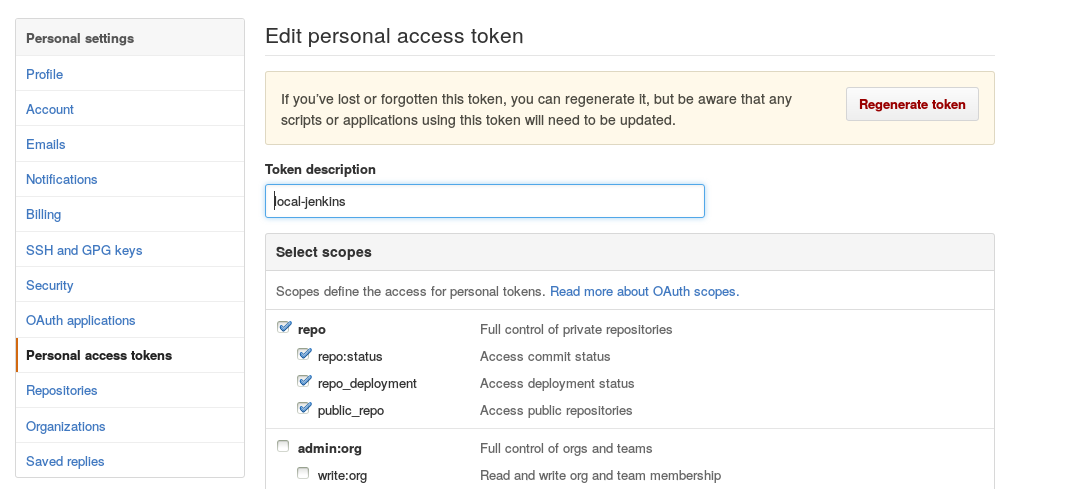 Personal settings
Profile
Account
Emails
Notifications
Billing
SSH and GPG keys
Security
OAuth applications
Personal access tokens
Repositories
Organizations
Saved replies
Edit personal access token
If you've lost or forgotten this token, you can regenerate it, but be aware that any
scripts or applications using this token will need to be updated.
Regenerate token
Token description
local-jenkins
Select scopes
Scopes define the access for personal tokens. Read more about OAuth scopes.
repo Full control of private repositories
repo:status Access commit status
repo_deployment Access deployment status
public_repo Access public repositories
admin:org Full control of orgs and teams
write:org Read and write org and team membership